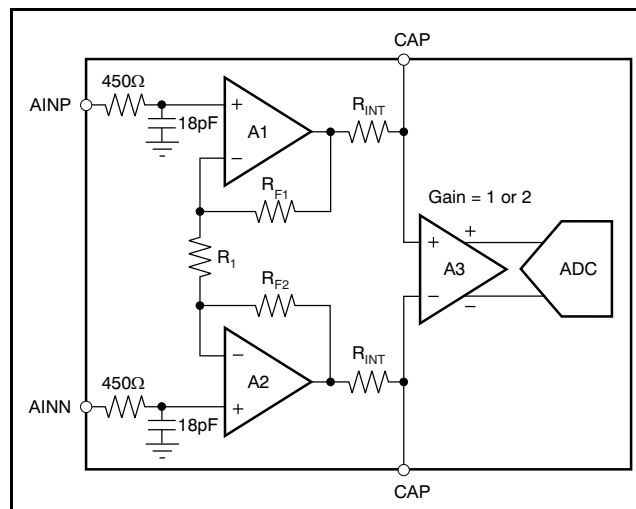 CAP
450Ω
AINP
18pF
+
A1
−
R_INT
R_F1
Gain = 1 or 2
R_1
+
+
A3
ADC
−
−
R_F2
−
A2
+
R_INT
450Ω
AINN
18pF
CAP